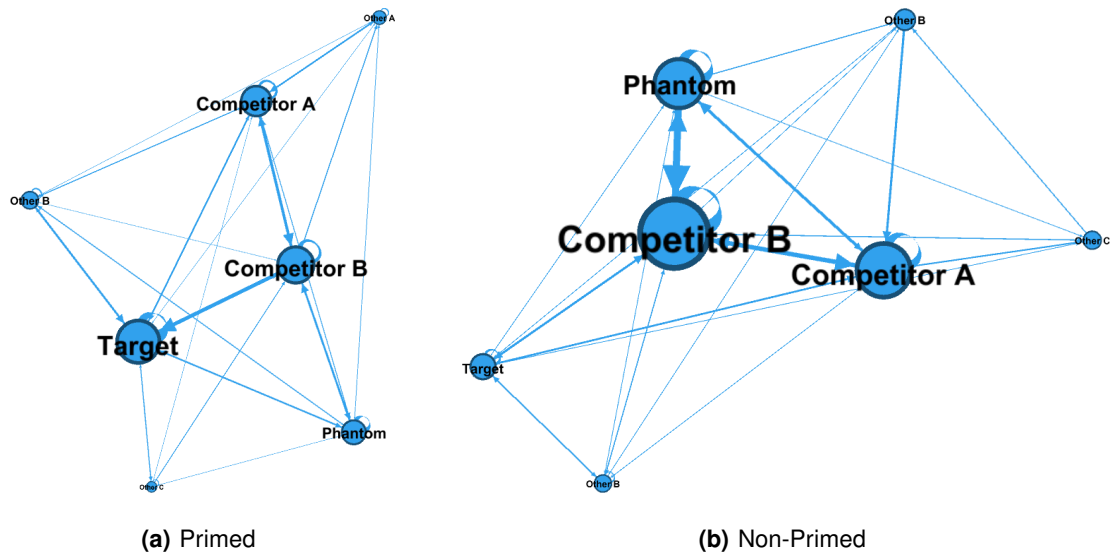 Other A
Competitor A
Other B
Competitor B
Target
Phantom
Other C
(a) Primed
Other B
Phantom
Competitor B
Other C
Competitor A
Target
Other B
(b) Non-Primed